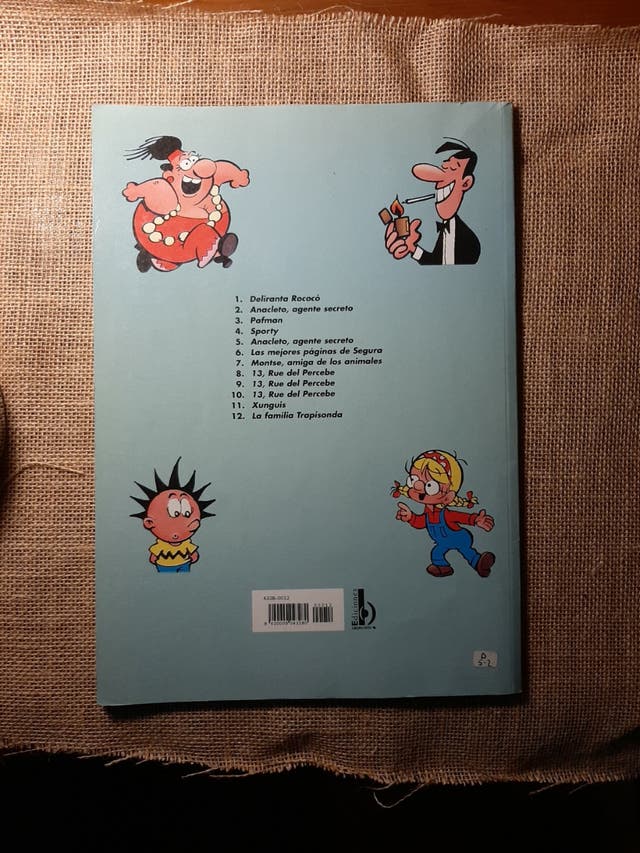 1. Deliranta Rococó
2. Anacleto, agente secreto
3. Pafman
4. Sporty
5. Anacleto, agente secreto
6. Las mejores páginas de Segura
7. Montse, amiga de los animales
8. 13, Rue del Percebe
9. 13, Rue del Percebe
10. 13, Rue del Percebe
11. Xunguis
12. La familia Trapisonda
Ediciones